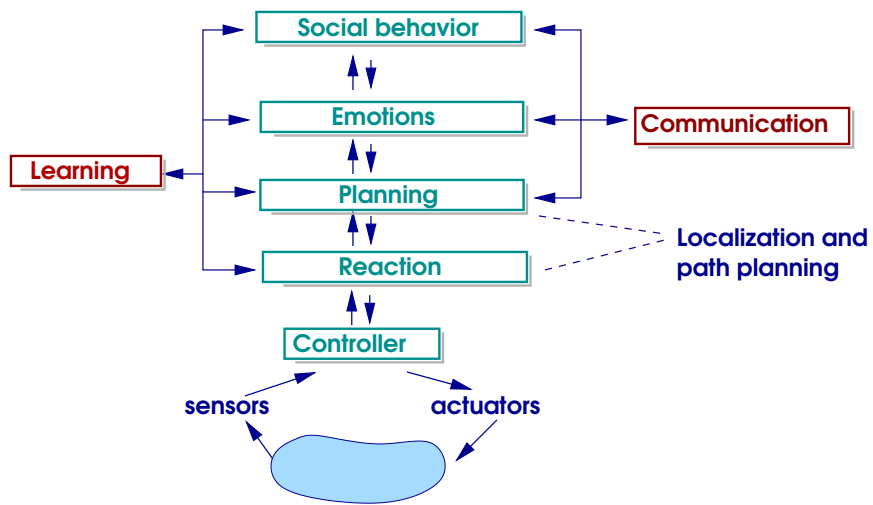 Social behavior
Emotions
Communication
Learning
Planning
Localization and
path planning
Reaction
Controller
sensors
actuators